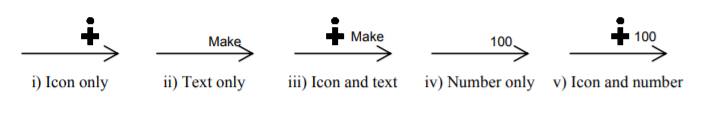 Make
Make
100
100
i) Icon only
ii) Text only
iii) Icon and text
iv) Number only
v) Icon and number